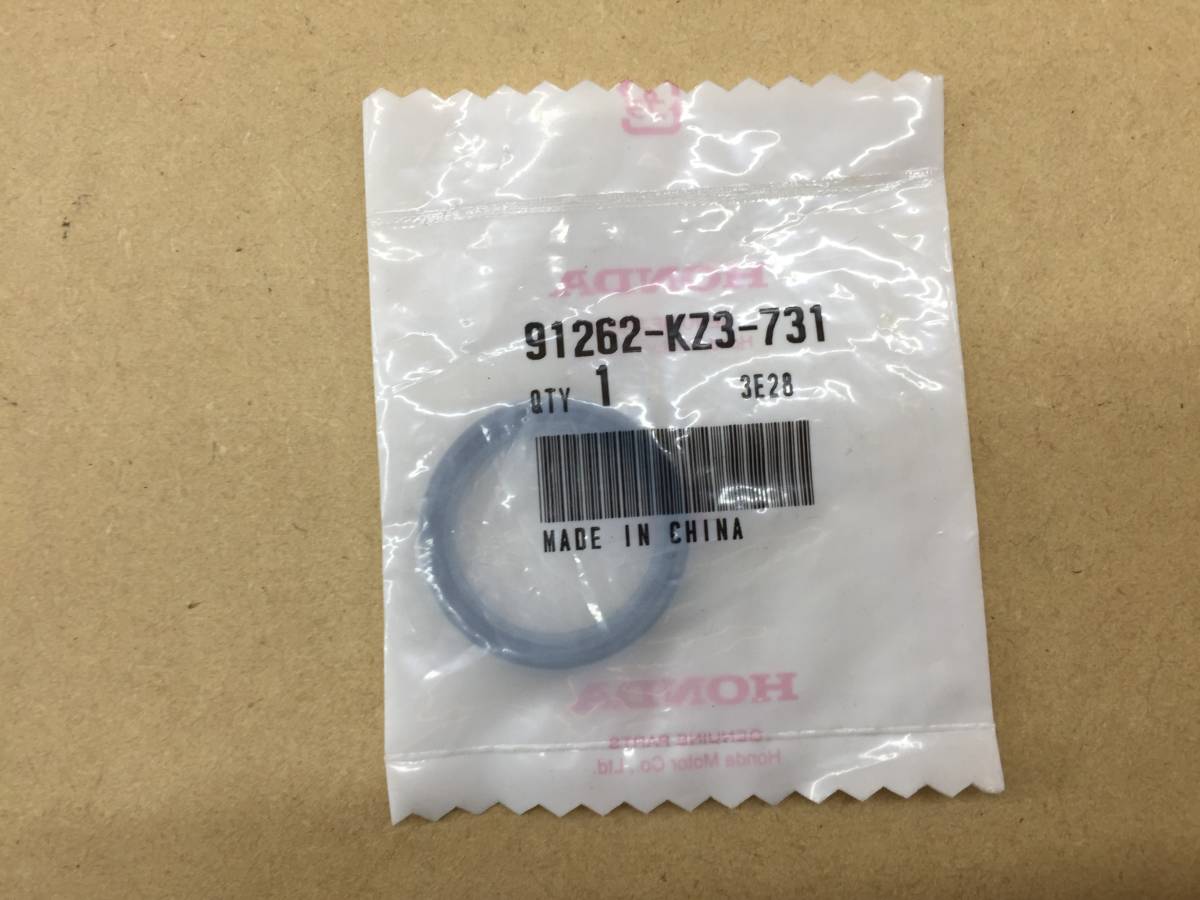 HONDA
91262-KZ3-731
QTY 1 3E28
MADE IN CHINA
HONDA
GENUINE PARTS
Honda Motor Co., Ltd.